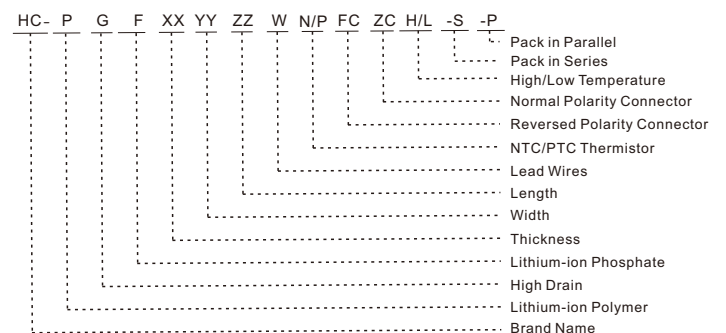 HC- P G F XX YY ZZ W N/P FC ZC H/L -S -P
Pack in Parallel
Pack in Series
High/Low Temperature
Normal Polarity Connector
Reversed Polarity Connector
NTC/PTC Thermistor
Lead Wires
Length
Width
Thickness
Lithium-ion Phosphate
High Drain
Lithium-ion Polymer
Brand Name